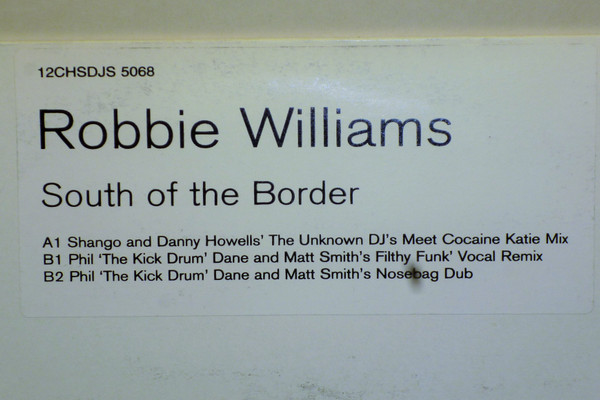 12CHSDJS 5068
Robbie Williams
South of the Border
A1 Shango and Danny Howells' The Unknown DJ's Meet Cocaine Katie Mix
B1 Phil 'The Kick Drum' Dane and Matt Smith's Filthy Funk' Vocal Remix
B2 Phil 'The Kick Drum' Dane and Matt Smith's Nosebag Dub